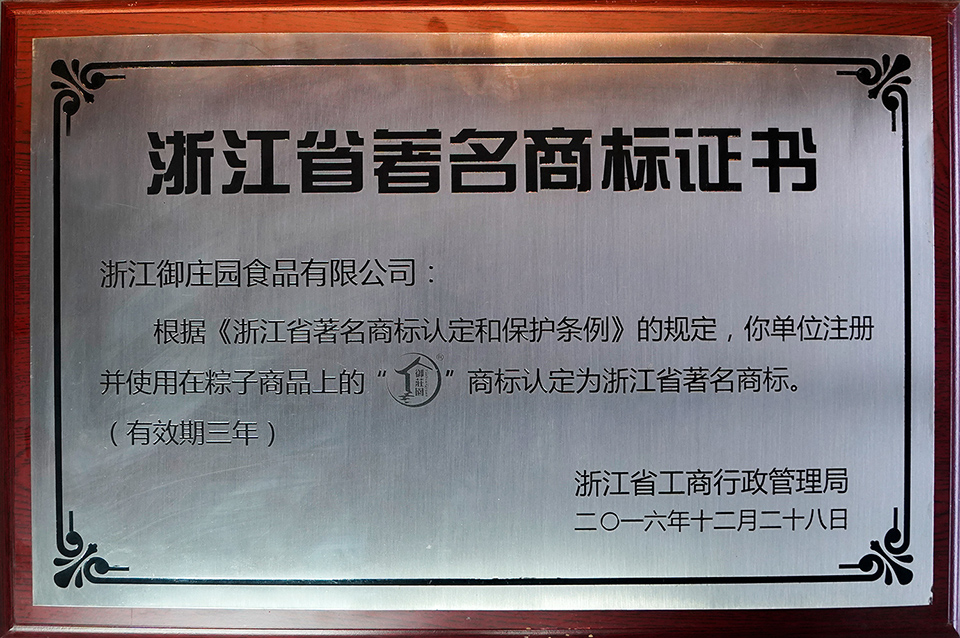 浙江省著名商标证书
浙江御庄园食品有限公司：
根据《浙江省著名商标认定和保护条例》的规定，你单位注册
并使用在粽子商品上的“御莊園®”商标认定为浙江省著名商标。
（有效期三年）
浙江省工商行政管理局
二〇一六年十二月二十八日